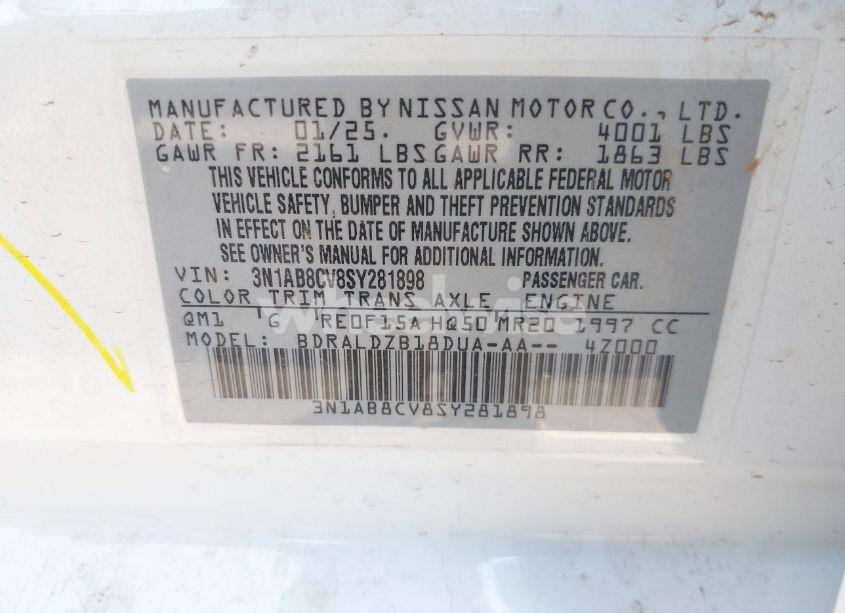 MANUFACTURED BY NISSAN MOTOR CO., LTD.
DATE: 01/25. GVWR: 4001 LBS
GAWR FR: 2161 LBS GAWR RR: 1863 LBS
THIS VEHICLE CONFORMS TO ALL APPLICABLE FEDERAL MOTOR
VEHICLE SAFETY, BUMPER AND THEFT PREVENTION STANDARDS
IN EFFECT ON THE DATE OF MANUFACTURE SHOWN ABOVE.
SEE OWNER'S MANUAL FOR ADDITIONAL INFORMATION.
VIN: 3N1AB8CV8SY281898 PASSENGER CAR.
COLOR TRIM TRANS AXLE ENGINE
QM1 G RE0F15A HQ50 MR20 1997 CC
MODEL: BDRALDZB18DUA-AA-- 4Z000
3N1AB8CV8SY281898